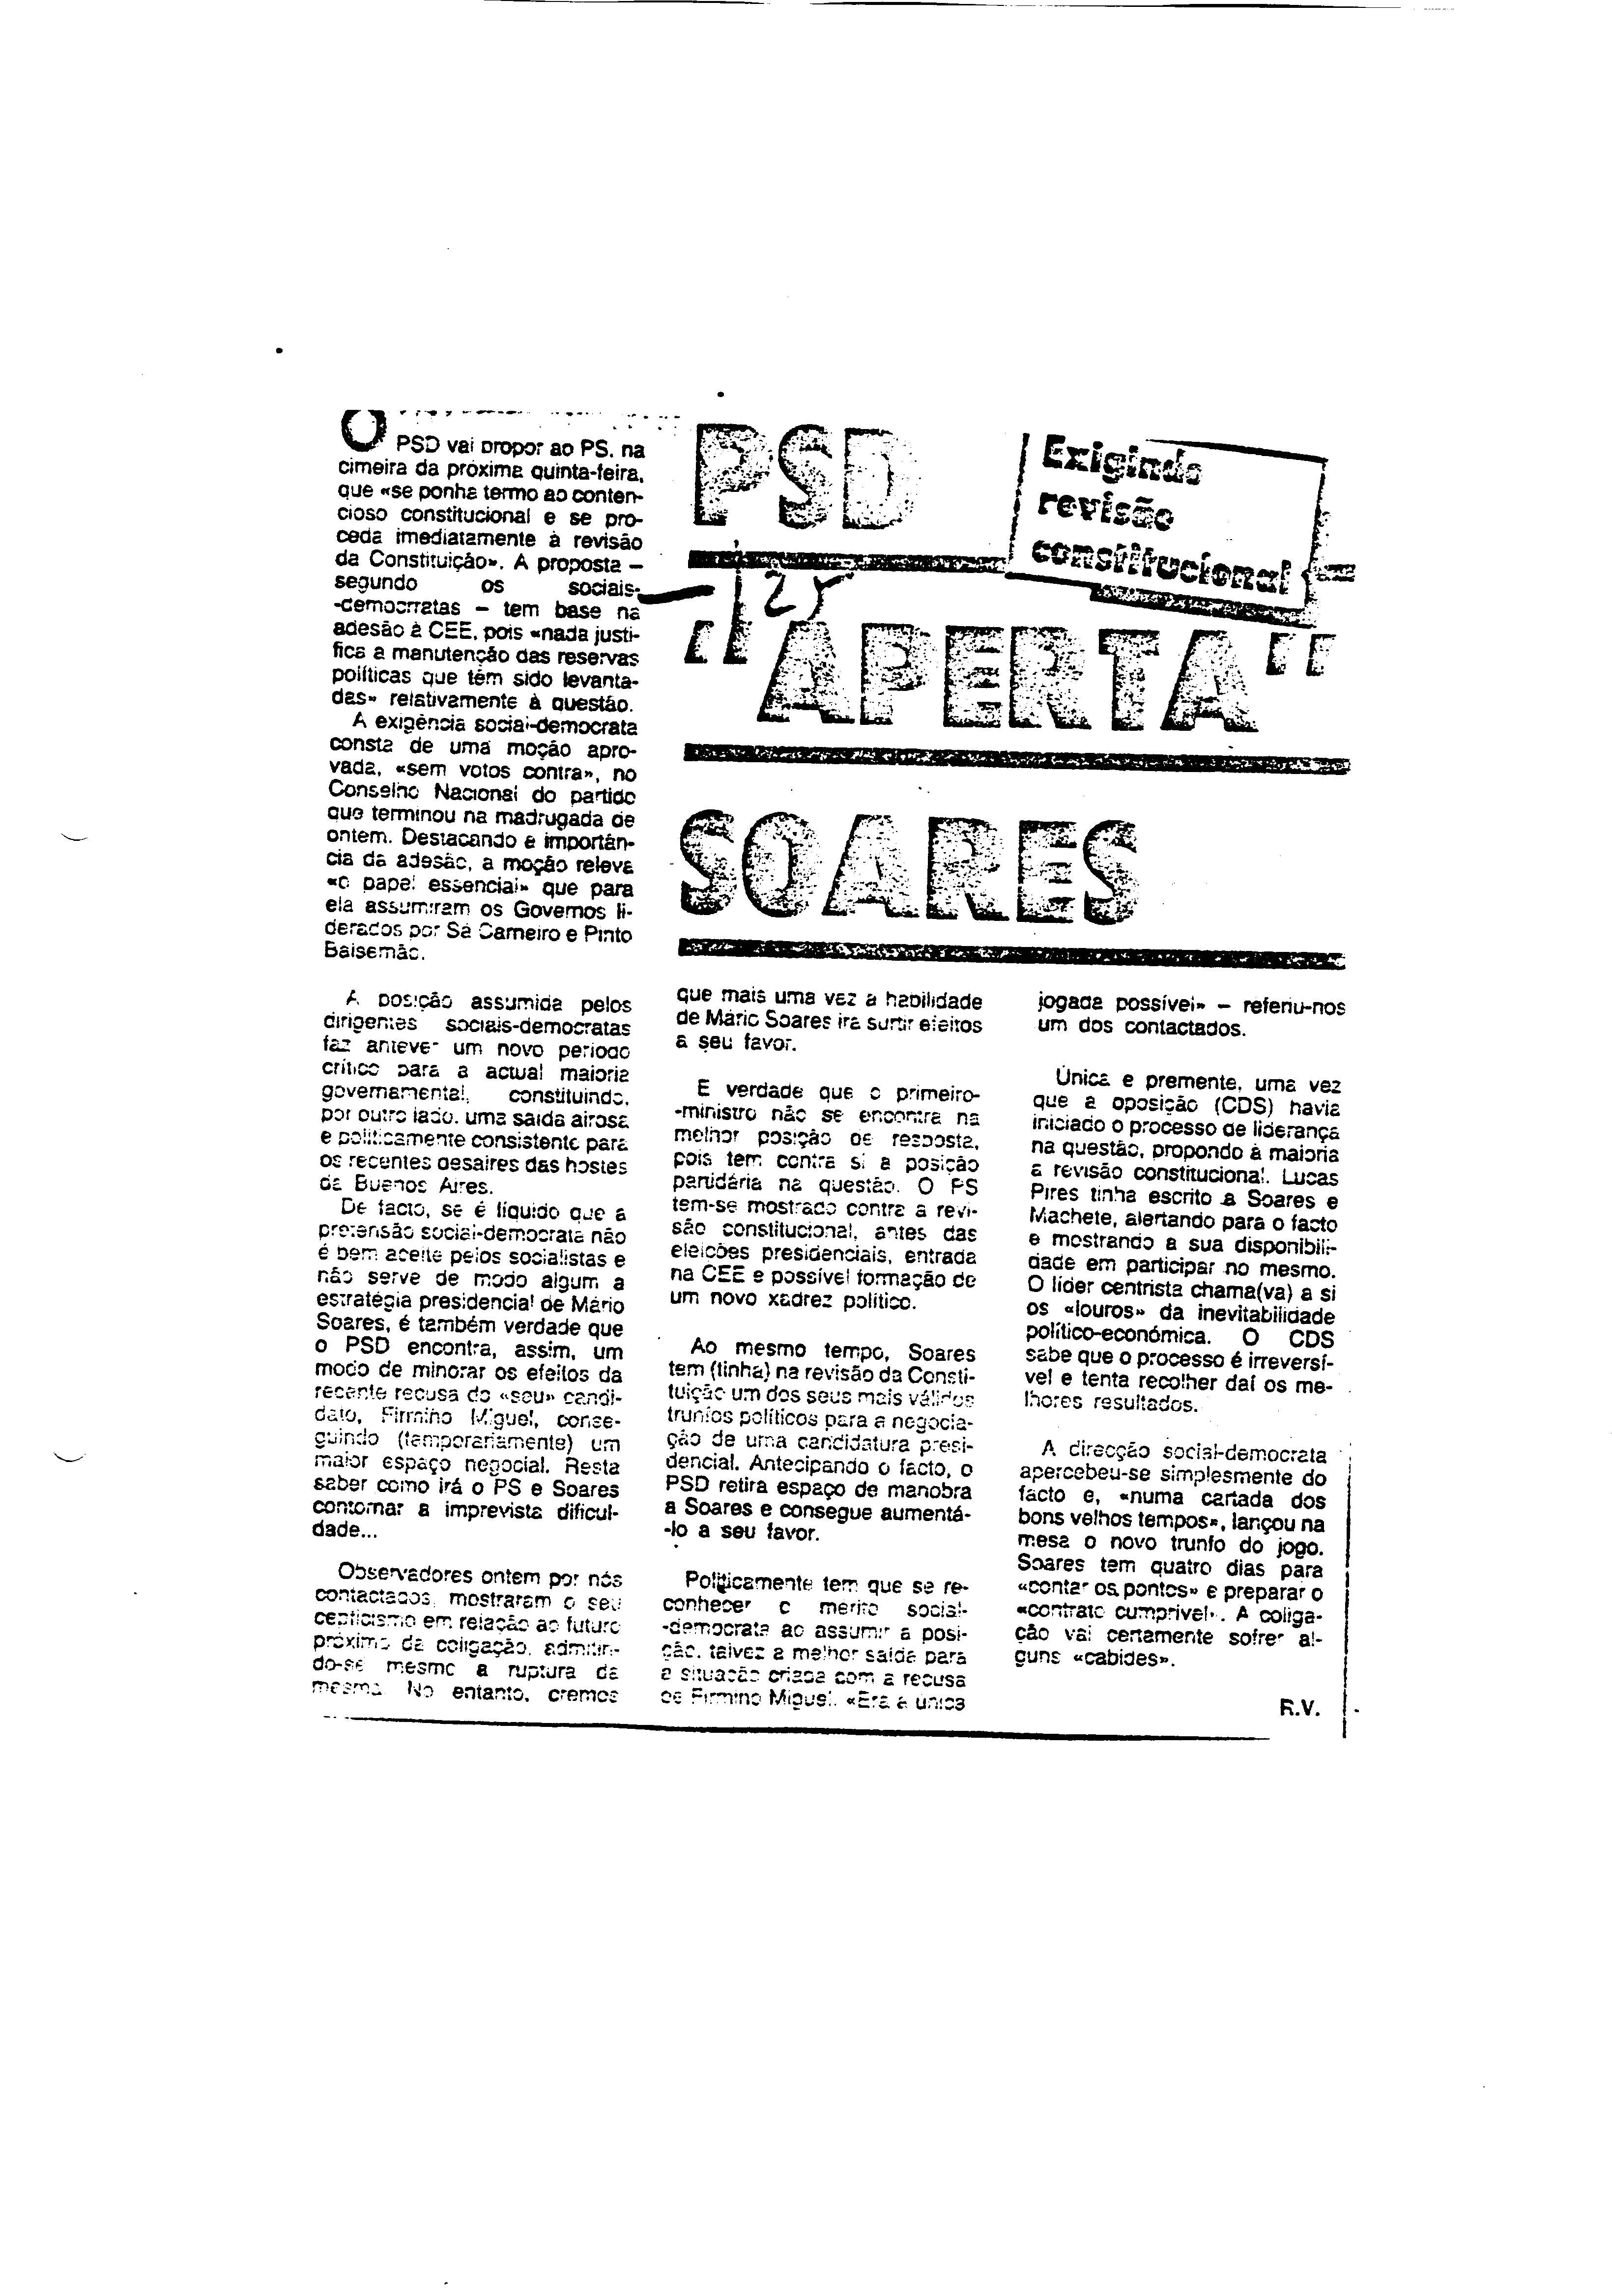 Exigindo
revisão
constitucional
PSD
125
"APERTA"
SOARES
O PSD vai propor ao PS, na
cimeira da próxima quinta-feira,
que «se ponha termo ao conten-
cioso constitucional e se pro-
ceda imediatamente à revisão
da Constituição». A proposta —
segundo os sociais-
-democrratas — tem base na
adesão à CEE, pois «nada justi-
fica a manutenção das reservas
políticas que têm sido levanta-
das» relativamente à questão.
A exigência social-democrata
consta de uma moção apro-
vada, «sem votos contra», no
Conselho Nacional do partido
que terminou na madrugada de
ontem. Destacando a importân-
cia da adesão, a moção releva
«o papel essencial» que para
ela assumiram os Governos li-
derados por Sá Carneiro e Pinto
Balsemão.
A posição assumida pelos
dirigentes sociais-democratas
faz antever um novo período
crítico para a actual maioria
governamental, constituindo,
por outro lado, uma saída airosa
e politicamente consistente para
os recentes desaires das hostes
da Buenos Aires.
De facto, se é líquido que a
pretensão social-democrata não
é bem aceite pelos socialistas e
não serve de modo algum a
estratégia presidencial de Mário
Soares, é também verdade que
o PSD encontra, assim, um
modo de minorar os efeitos da
recente recusa do «seu» candi-
dato, Firmino Miguel, conse-
guindo (temporariamente) um
maior espaço negocial. Resta
saber como irá o PS e Soares
contornar a imprevista dificul-
dade...
Observadores ontem por nós
contactados, mostraram o seu
cepticismo em relação ao futuro
próximo da coligação, admitin-
do-se mesmo a ruptura da
mesma. No entanto, cremos
que mais uma vez a habilidade
de Mário Soares irá surtir efeitos
a seu favor.
É verdade que o primeiro-
-ministro não se encontra na
melhor posição de resposta,
pois tem contra si a posição
partidária na questão. O PS
tem-se mostrado contra a revi-
são constitucional, antes das
eleições presidenciais, entrada
na CEE e possível formação de
um novo xadrez político.
Ao mesmo tempo, Soares
tem (tinha) na revisão da Consti-
tuição um dos seus mais válidos
trunfos políticos para a negocia-
ção de uma candidatura presi-
dencial. Antecipando o facto, o
PSD retira espaço de manobra
a Soares e consegue aumentá-
-lo a seu favor.
Politicamente tem que se re-
conhecer o merito social-
-democrata ao assumir a posi-
ção, talvez a melhor saída para
a situação criada com a recusa
de Firmino Miguel. «Era a única
jogada possível» — referiu-nos
um dos contactados.
Única e premente, uma vez
que a oposição (CDS) havia
iniciado o processo de liderança
na questão, propondo à maioria
a revisão constitucional. Lucas
Pires tinha escrito a Soares e
Machete, alertando para o facto
e mostrando a sua disponibili-
dade em participar no mesmo.
O líder centrista chama(va) a si
os «louros» da inevitabilidade
político-económica. O CDS
sabe que o processo é irreversí-
vel e tenta recolher daí os me-
lhores resultados.
A direcção social-democrata
apercebeu-se simplesmente do
facto e, «numa cartada dos
bons velhos tempos», lançou na
mesa o novo trunfo do jogo.
Soares tem quatro dias para
«contar os pontos» e preparar o
«contrato cumprível». A coliga-
ção vai certamente sofrer al-
guns «cabides».
R.V.